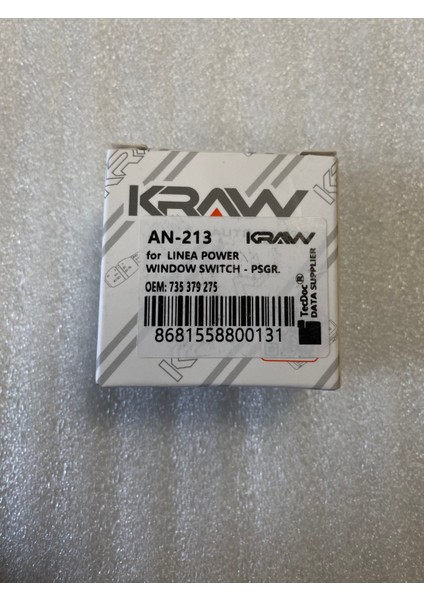 KRAW
AN-213 KRAW
for LINEA POWER
WINDOW SWITCH - PSGR.
OEM: 735 379 275
8681558800131
TecDoc®
DATA SUPPLIER